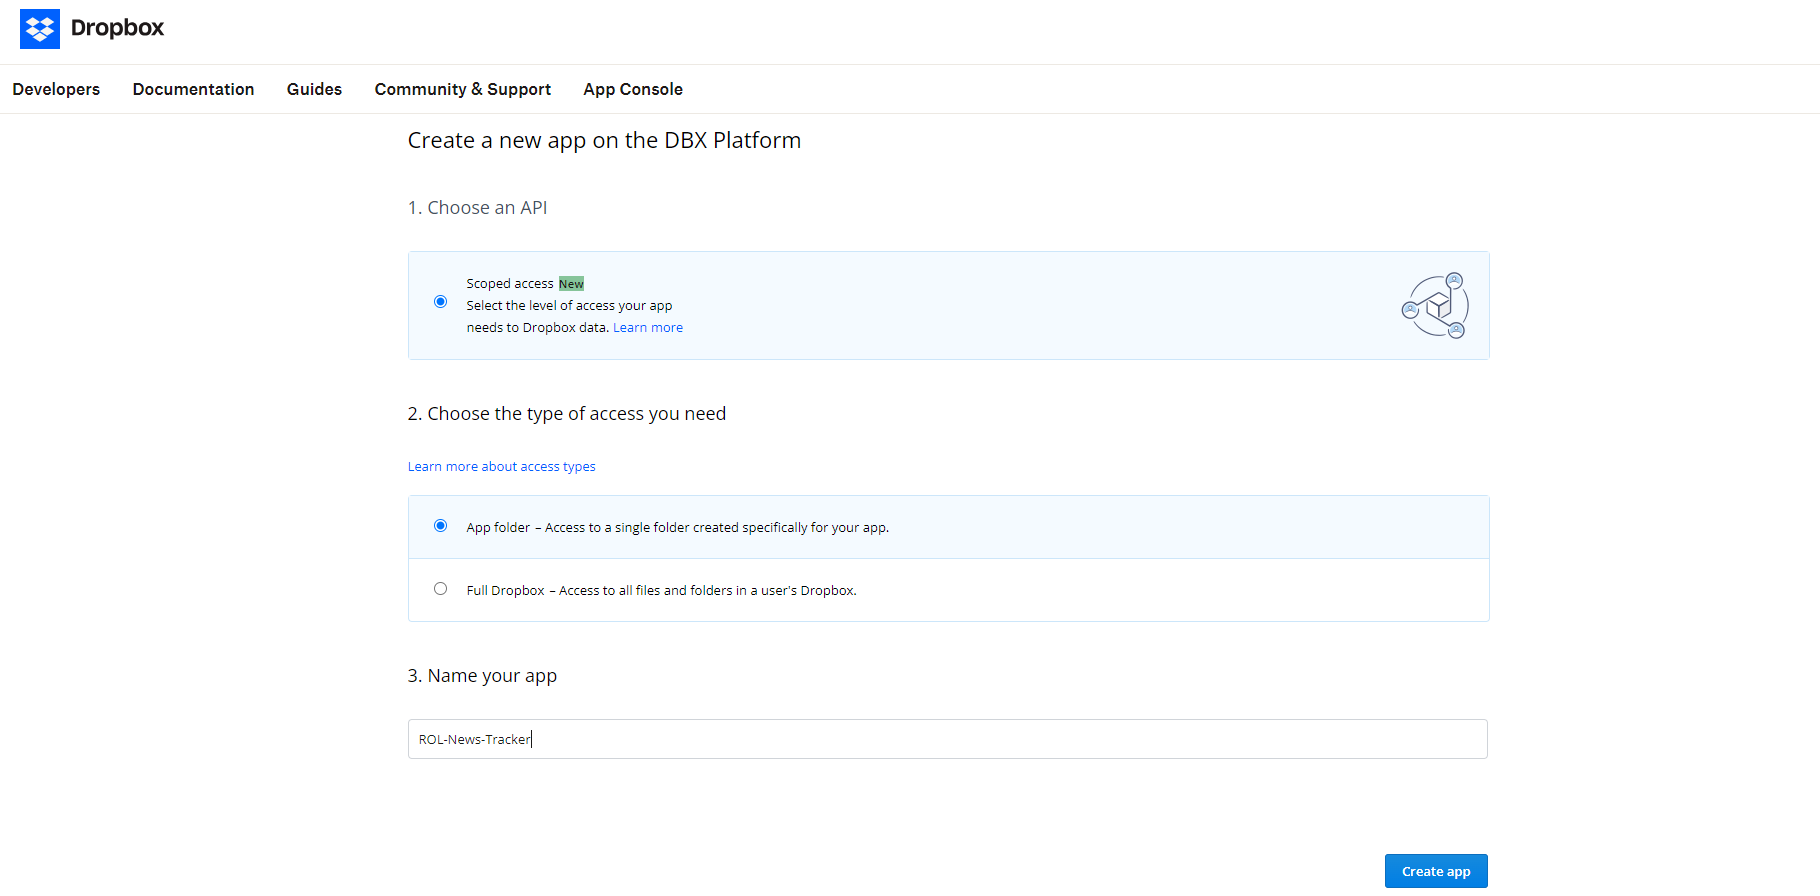 Dropbox
Developers Documentation Guides Community & Support App Console
Create a new app on the DBX Platform
1. Choose an API
Scoped access New
Select the level of access your app
needs to Dropbox data. Learn more
2. Choose the type of access you need
Learn more about access types
App folder – Access to a single folder created specifically for your app.
Full Dropbox – Access to all files and folders in a user's Dropbox.
3. Name your app
ROL-News-Tracker
Create app